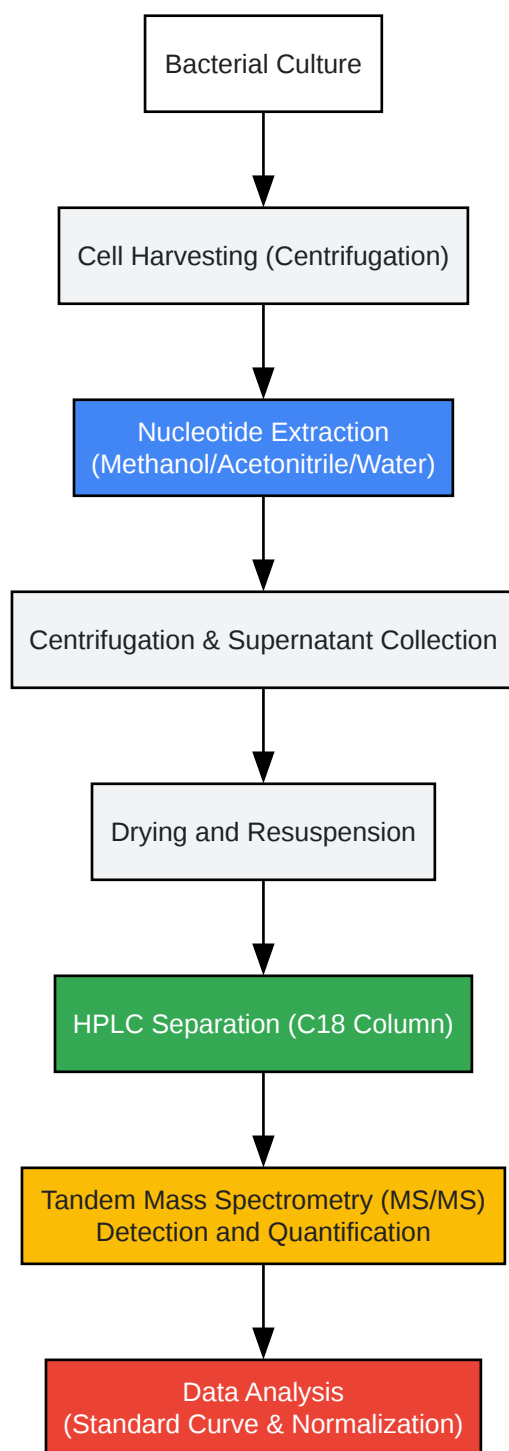 Bacterial Culture
Cell Harvesting (Centrifugation)
Nucleotide Extraction
(Methanol/Acetonitrile/Water)
Centrifugation & Supernatant Collection
Drying and Resuspension
HPLC Separation (C18 Column)
Tandem Mass Spectrometry (MS/MS)
Detection and Quantification
Data Analysis
(Standard Curve & Normalization)